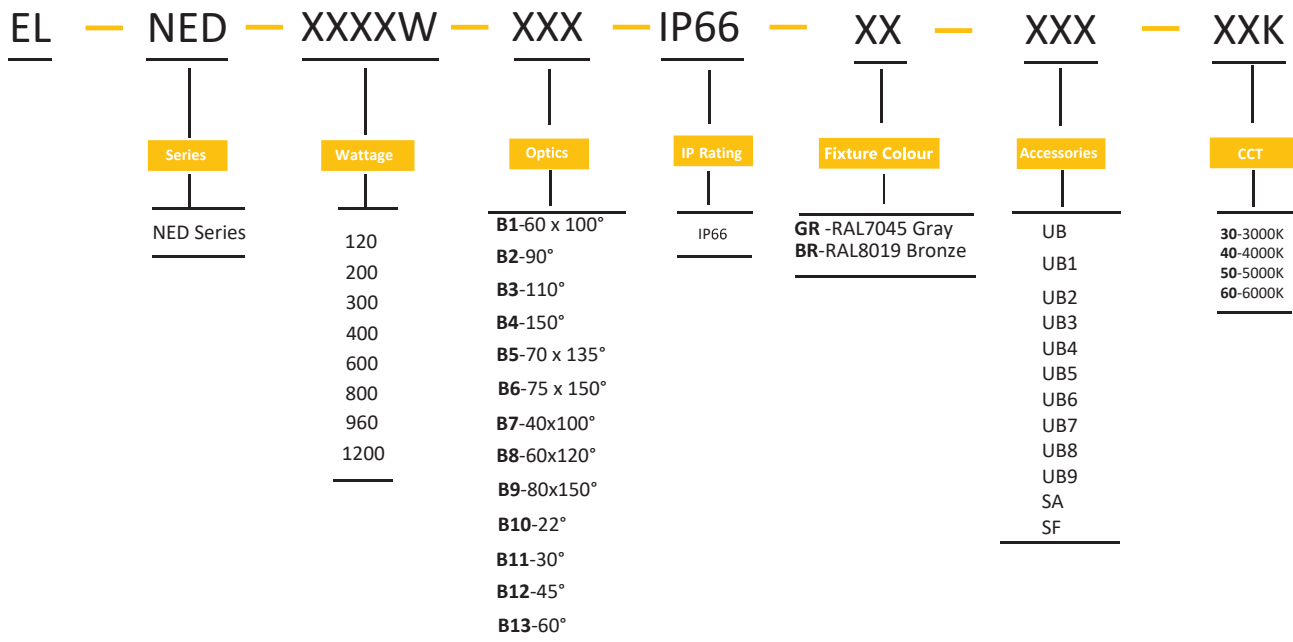 EL — NED — XXXXW — XXX — IP66 — XX — XXX — XXK
Series
Wattage
Optics
IP Rating
Fixture Colour
Accessories
CCT
NED Series
120
200
300
400
600
800
960
1200
B1-60 x 100°
B2-90°
B3-110°
B4-150°
B5-70 x 135°
B6-75 x 150°
B7-40x100°
B8-60x120°
B9-80x150°
B10-22°
B11-30°
B12-45°
B13-60°
IP66
GR -RAL7045 Gray
BR-RAL8019 Bronze
UB
UB1
UB2
UB3
UB4
UB5
UB6
UB7
UB8
UB9
SA
SF
30-3000K
40-4000K
50-5000K
60-6000K